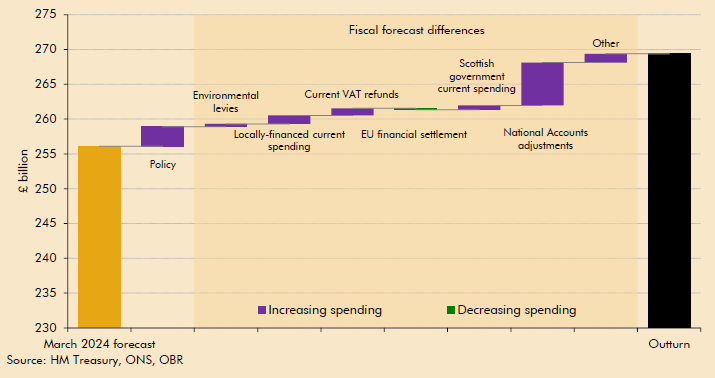 275
270
265
260
255
250
245
240
235
230
£ billion
Fiscal forecast differences
Policy
Environmental
levies
Locally-financed current
spending
Current VAT refunds
EU financial settlement
Scottish
government
current spending
National Accounts
adjustments
Other
Increasing spending
Decreasing spending
March 2024 forecast
Outturn
Source: HM Treasury, ONS, OBR